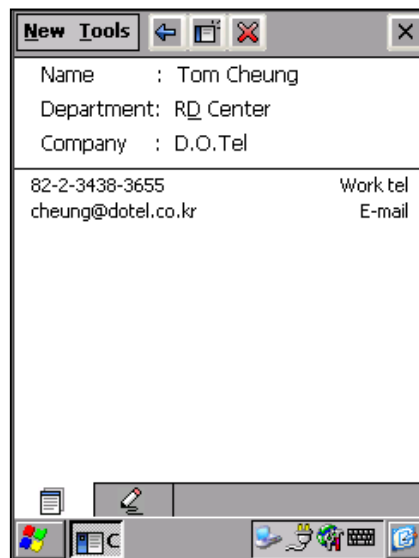 New Tools
Name : Tom Cheung
Department: RD Center
Company : D.O.Tel
82-2-3438-3655 Work tel
cheung@dotel.co.kr E-mail
C